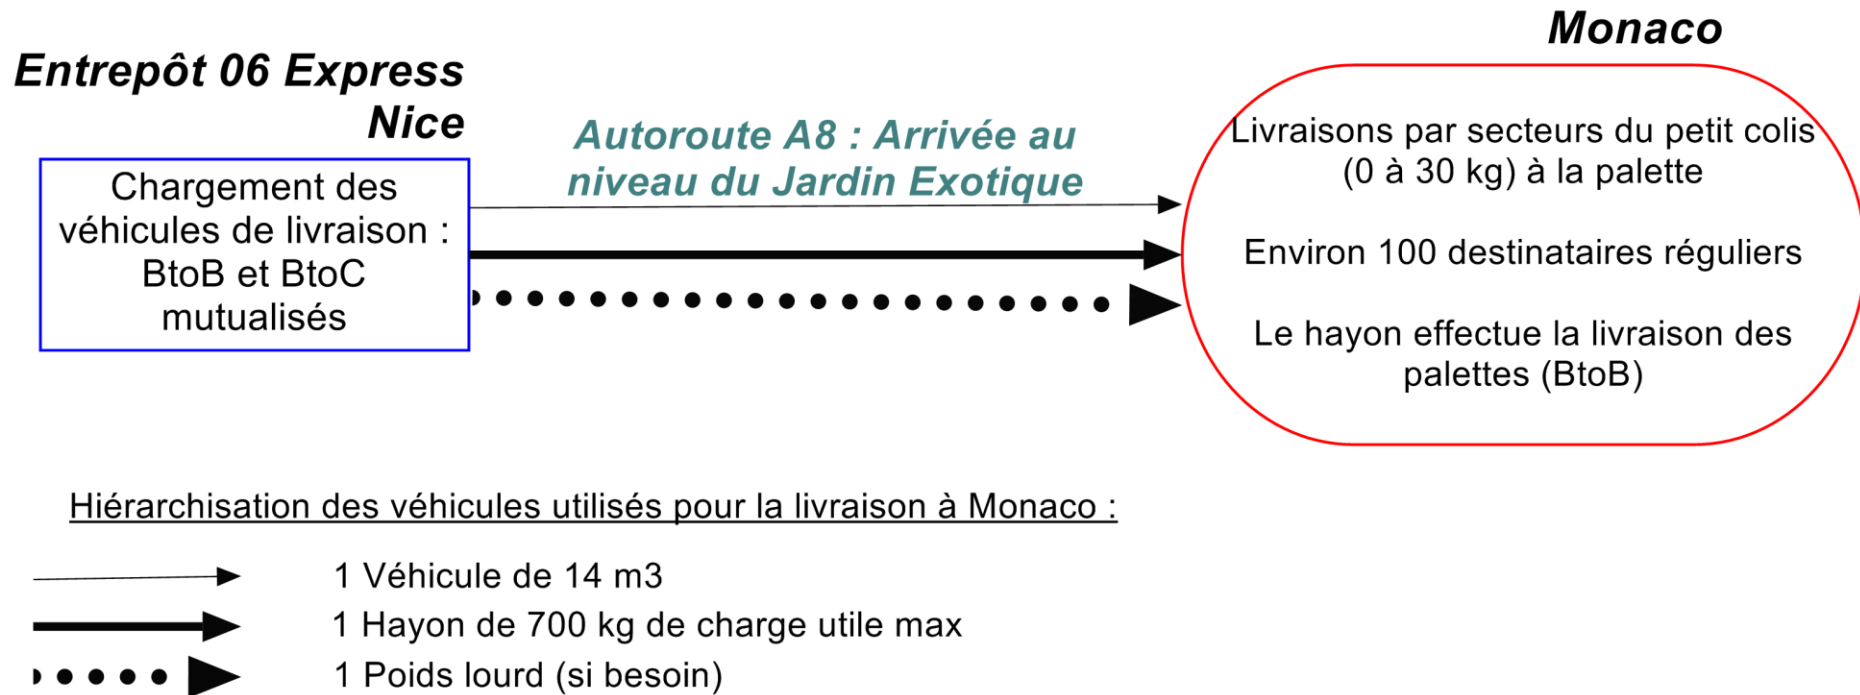 Entrepôt 06 Express
Nice
Monaco
Autoroute A8 : Arrivée au
niveau du Jardin Exotique
Chargement des
véhicules de livraison :
BtoB et BtoC
mutualisés
Livraisons par secteurs du petit colis
(0 à 30 kg) à la palette
Environ 100 destinataires réguliers
Le hayon effectue la livraison des
palettes (BtoB)
Hiérarchisation des véhicules utilisés pour la livraison à Monaco :
1 Véhicule de 14 m3
1 Hayon de 700 kg de charge utile max
1 Poids lourd (si besoin)